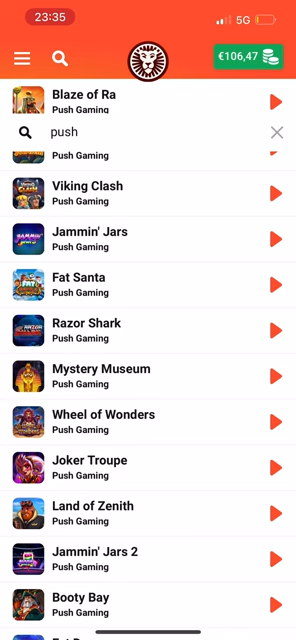 23:35
5G
€106,47
Blaze of Ra
Push Gaming
push
Push Gaming
Viking Clash
Push Gaming
Jammin' Jars
Push Gaming
Fat Santa
Push Gaming
Razor Shark
Push Gaming
Mystery Museum
Push Gaming
Wheel of Wonders
Push Gaming
Joker Troupe
Push Gaming
Land of Zenith
Push Gaming
Jammin' Jars 2
Push Gaming
Booty Bay
Push Gaming